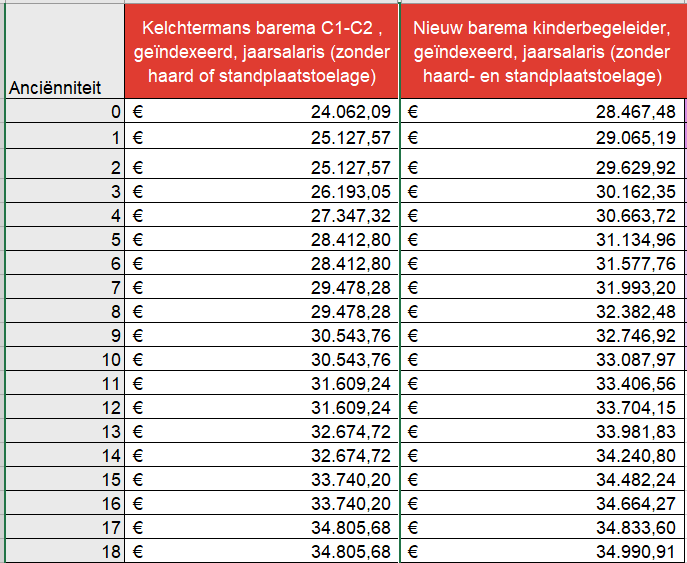 Anciënniteit
Kelchtermans barema C1-C2 ,
geïndexeerd, jaarsalaris (zonder
haard of standplaatstoelage)
Nieuw barema kinderbegeleider,
geïndexeerd, jaarsalaris (zonder
haard- en standplaatstoelage)
0 € 24.062,09 € 28.467,48
1 € 25.127,57 € 29.065,19
2 € 25.127,57 € 29.629,92
3 € 26.193,05 € 30.162,35
4 € 27.347,32 € 30.663,72
5 € 28.412,80 € 31.134,96
6 € 28.412,80 € 31.577,76
7 € 29.478,28 € 31.993,20
8 € 29.478,28 € 32.382,48
9 € 30.543,76 € 32.746,92
10 € 30.543,76 € 33.087,97
11 € 31.609,24 € 33.406,56
12 € 31.609,24 € 33.704,15
13 € 32.674,72 € 33.981,83
14 € 32.674,72 € 34.240,80
15 € 33.740,20 € 34.482,24
16 € 33.740,20 € 34.664,27
17 € 34.805,68 € 34.833,60
18 € 34.805,68 € 34.990,91